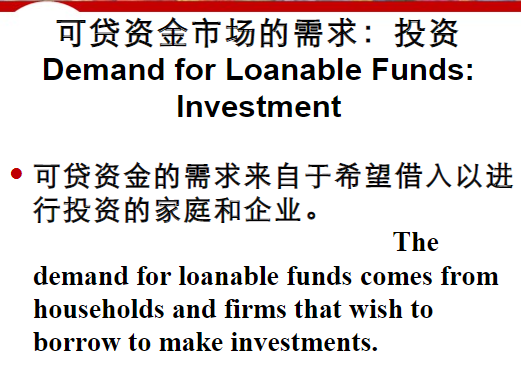 可贷资金市场的需求：投资
Demand for Loanable Funds:
Investment
可贷资金的需求来自于希望借入以进
行投资的家庭和企业。
The
demand for loanable funds comes from
households and firms that wish to
borrow to make investments.